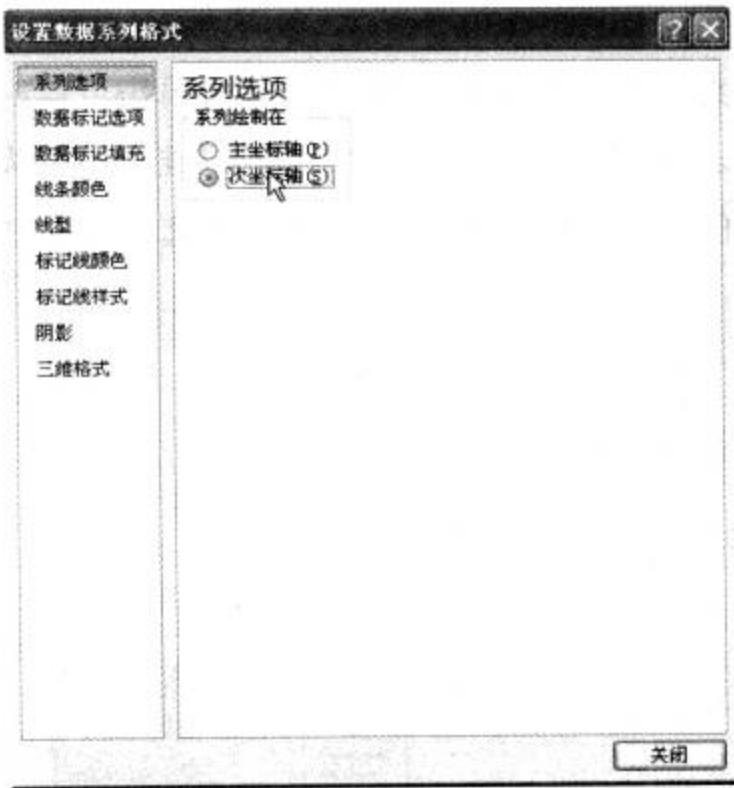 设置数据系列格式
系列选项
数据标记选项
数据标记填充
线条颜色
线型
标记线颜色
标记线样式
阴影
三维格式
系列选项
系列绘制在
主坐标轴(P)
次坐标轴(S)
关闭